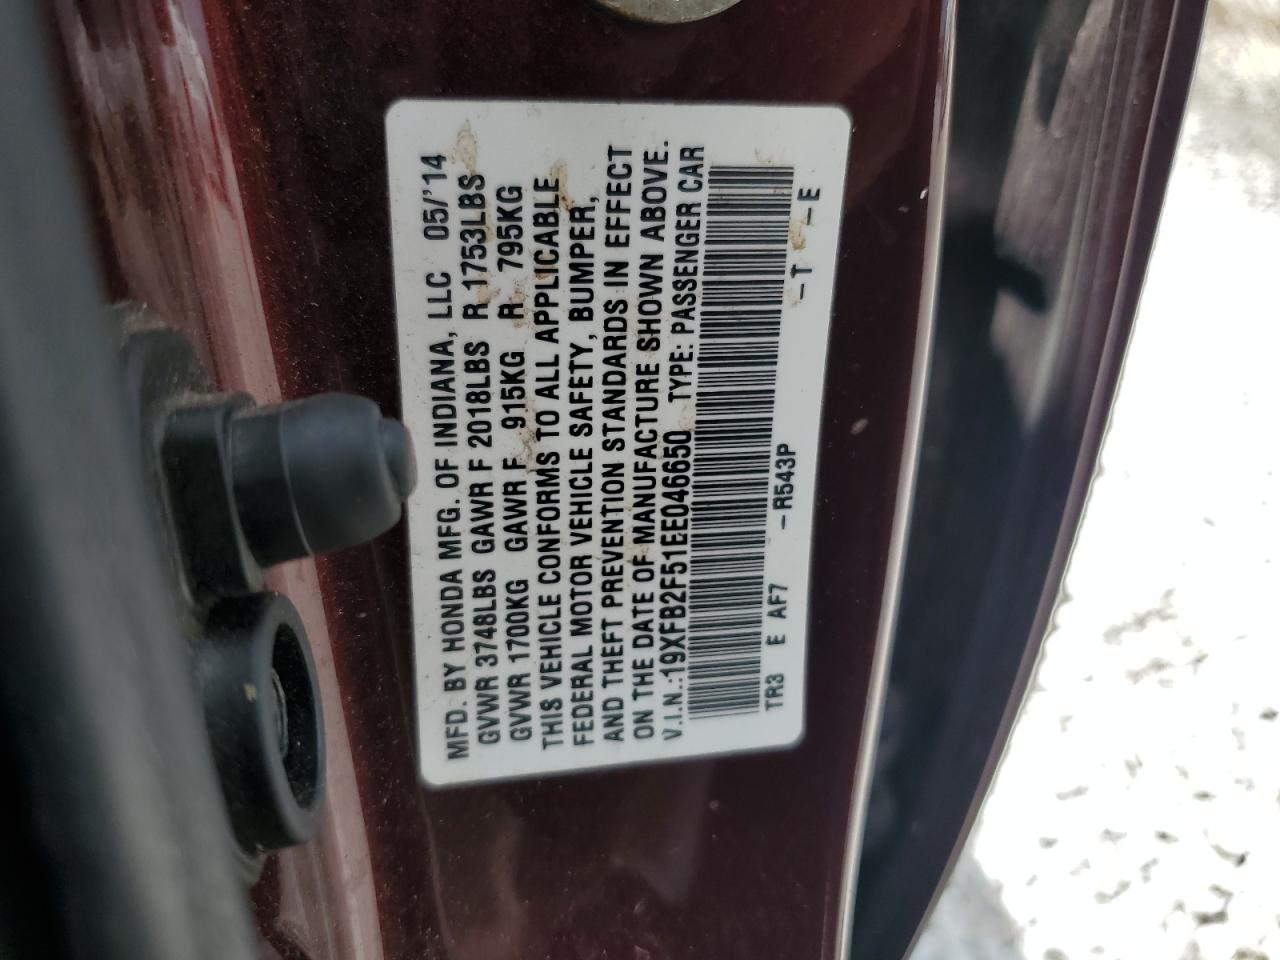 MFD. BY HONDA MFG. OF INDIANA, LLC 05/'14
GVWR 3748LBS GAWR F 2018LBS R 1753LBS
GVWR 1700KG GAWR F 915KG R 795KG
THIS VEHICLE CONFORMS TO ALL APPLICABLE
FEDERAL MOTOR VEHICLE SAFETY, BUMPER,
AND THEFT PREVENTION STANDARDS IN EFFECT
ON THE DATE OF MANUFACTURE SHOWN ABOVE.
V.I.N.:19XFB2F51EE046650 TYPE: PASSENGER CAR
TR3 E AF7 -R543P -T -E